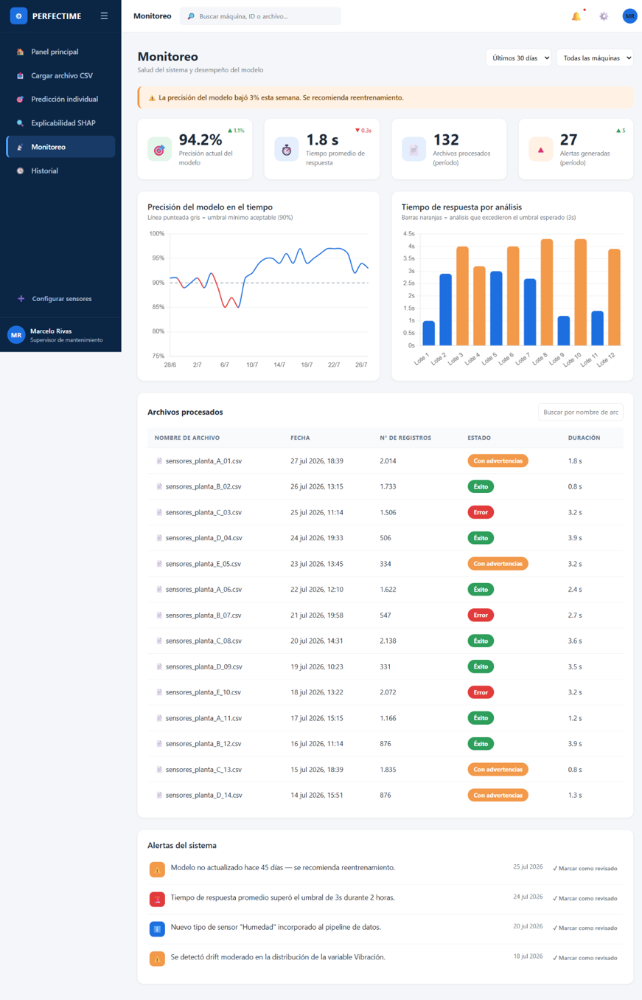 PERFECTIME
Panel principal
Cargar archivo CSV
Predicción individual
Explicabilidad SHAP
Monitoreo
Historial
Configurar sensores
MR
Marcelo Rivas
Supervisor de mantenimiento
Monitoreo
Buscar máquina, ID o archivo...
MR
Monitoreo
Salud del sistema y desempeño del modelo
Últimos 30 días
Todas las máquinas
La precisión del modelo bajó 3% esta semana. Se recomienda reentrenamiento.
▲ 1.1%
94.2%
Precisión actual del
modelo
▼ 0.3s
1.8 s
Tiempo promedio de
respuesta
132
Archivos procesados
(período)
▲ 5
27
Alertas generadas
(período)
Precisión del modelo en el tiempo
Línea punteada gris = umbral mínimo aceptable (90%)
100%
95%
90%
85%
80%
75%
28/6 2/7 6/7 10/7 14/7 18/7 22/7 26/7
Tiempo de respuesta por análisis
Barras naranjas = análisis que excedieron el umbral esperado (3s)
4.5s
4s
3.5s
3s
2.5s
2s
1.5s
1s
0.5s
0s
Lote 1 Lote 2 Lote 3 Lote 4 Lote 5 Lote 6 Lote 7 Lote 8 Lote 9 Lote 10 Lote 11 Lote 12
Archivos procesados
Buscar por nombre de arc
NOMBRE DE ARCHIVO FECHA N° DE REGISTROS ESTADO DURACIÓN
sensores_planta_A_01.csv 27 jul 2026, 18:39 2.014 Con advertencias 1.8 s
sensores_planta_B_02.csv 26 jul 2026, 13:15 1.733 Éxito 0.8 s
sensores_planta_C_03.csv 25 jul 2026, 11:14 1.506 Error 3.2 s
sensores_planta_D_04.csv 24 jul 2026, 19:33 506 Éxito 3.9 s
sensores_planta_E_05.csv 23 jul 2026, 13:45 334 Con advertencias 3.2 s
sensores_planta_A_06.csv 22 jul 2026, 12:10 1.622 Éxito 2.4 s
sensores_planta_B_07.csv 21 jul 2026, 19:58 547 Error 2.7 s
sensores_planta_C_08.csv 20 jul 2026, 14:31 2.138 Éxito 3.6 s
sensores_planta_D_09.csv 19 jul 2026, 10:23 331 Éxito 3.5 s
sensores_planta_E_10.csv 18 jul 2026, 13:22 2.072 Error 3.2 s
sensores_planta_A_11.csv 17 jul 2026, 15:15 1.166 Éxito 1.2 s
sensores_planta_B_12.csv 16 jul 2026, 11:14 876 Éxito 3.9 s
sensores_planta_C_13.csv 15 jul 2026, 18:39 1.835 Con advertencias 0.8 s
sensores_planta_D_14.csv 14 jul 2026, 15:51 876 Con advertencias 1.3 s
Alertas del sistema
Modelo no actualizado hace 45 días — se recomienda reentrenamiento. 25 jul 2026 ✓ Marcar como revisado
Tiempo de respuesta promedio superó el umbral de 3s durante 2 horas. 24 jul 2026 ✓ Marcar como revisado
Nuevo tipo de sensor "Humedad" incorporado al pipeline de datos. 20 jul 2026 ✓ Marcar como revisado
Se detectó drift moderado en la distribución de la variable Vibración. 18 jul 2026 ✓ Marcar como revisado